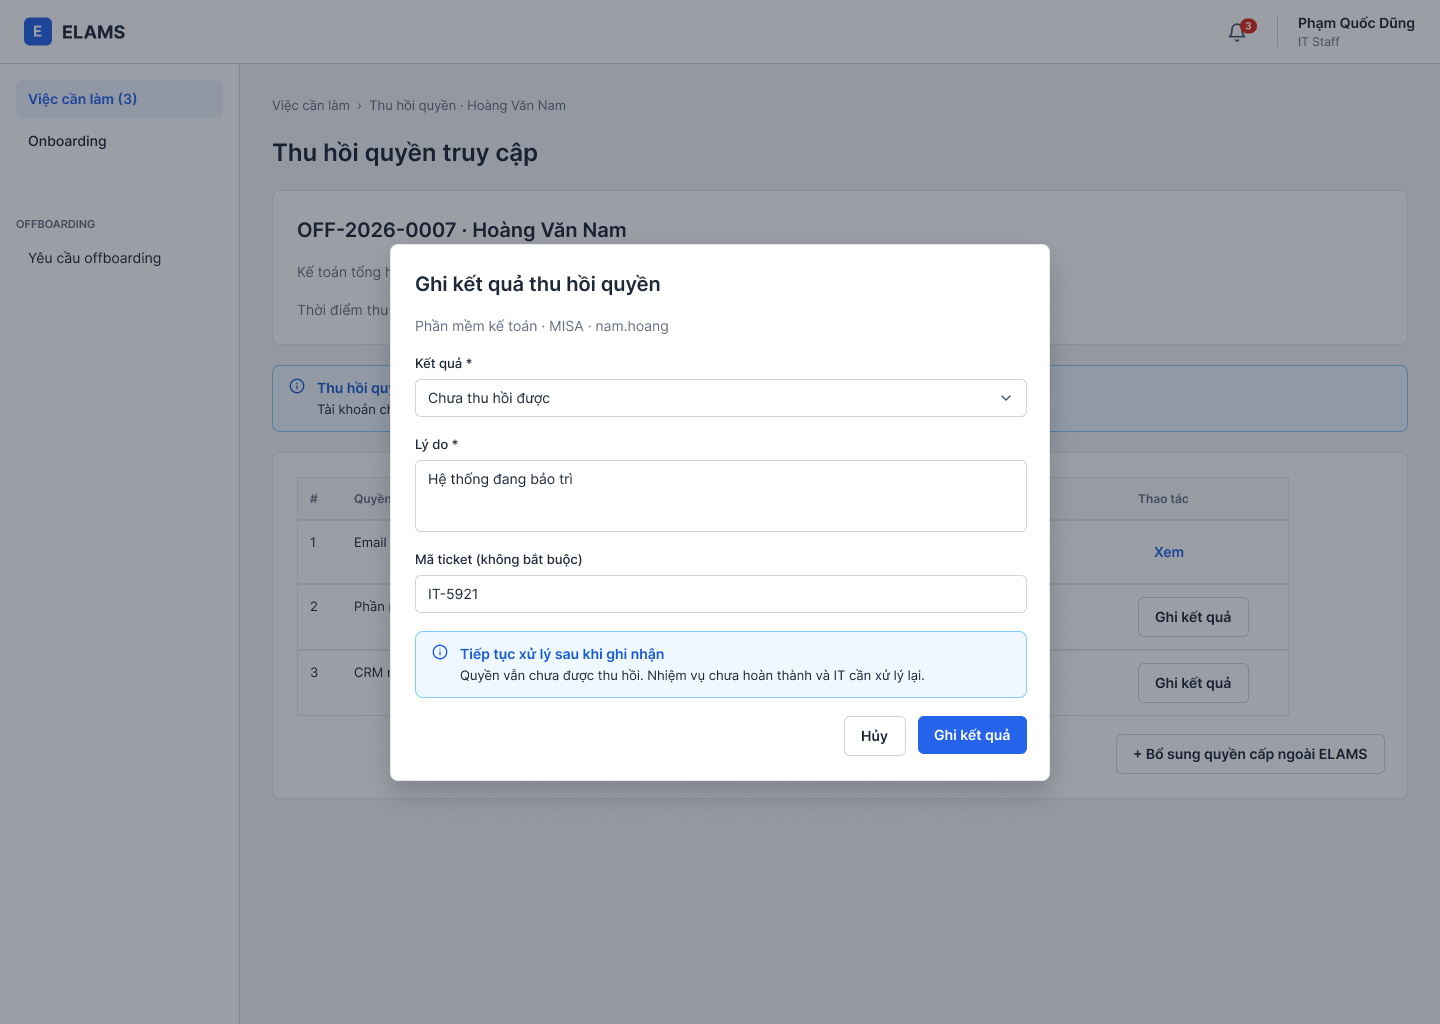 E ELAMS
3
Phạm Quốc Dũng
IT Staff
Việc cần làm (3)
Onboarding
OFFBOARDING
Yêu cầu offboarding
Việc cần làm › Thu hồi quyền · Hoàng Văn Nam
Thu hồi quyền truy cập
OFF-2026-0007 · Hoàng Văn Nam
Kế toán tổng
Thời điểm thu
Thu hồi
Tài khoản
# Quyền Thao tác
1 Email Xem
2 Phần Ghi kết quả
3 CRM Ghi kết quả
+ Bổ sung quyền cấp ngoài ELAMS
Ghi kết quả thu hồi quyền
Phần mềm kế toán · MISA · nam.hoang
Kết quả *
Chưa thu hồi được
Lý do *
Hệ thống đang bảo trì
Mã ticket (không bắt buộc)
IT-5921
Tiếp tục xử lý sau khi ghi nhận
Quyền vẫn chưa được thu hồi. Nhiệm vụ chưa hoàn thành và IT cần xử lý lại.
Hủy
Ghi kết quả